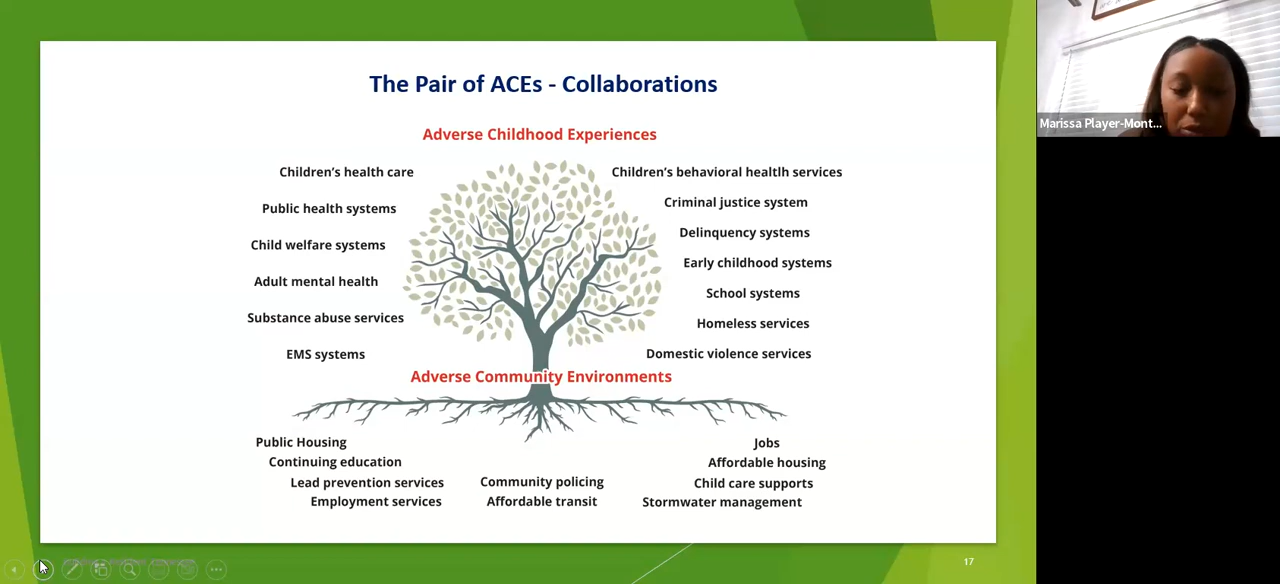 The Pair of ACEs - Collaborations
Adverse Childhood Experiences
Children's health care
Public health systems
Child welfare systems
Adult mental health
Substance abuse services
EMS systems
Children's behavioral healtlh services
Criminal justice system
Delinquency systems
Early childhood systems
School systems
Homeless services
Domestic violence services
Adverse Community Environments
Public Housing
Continuing education
Lead prevention services
Employment services
Community policing
Affordable transit
Jobs
Affordable housing
Child care supports
Stormwater management
17
Marissa Player-Mont...